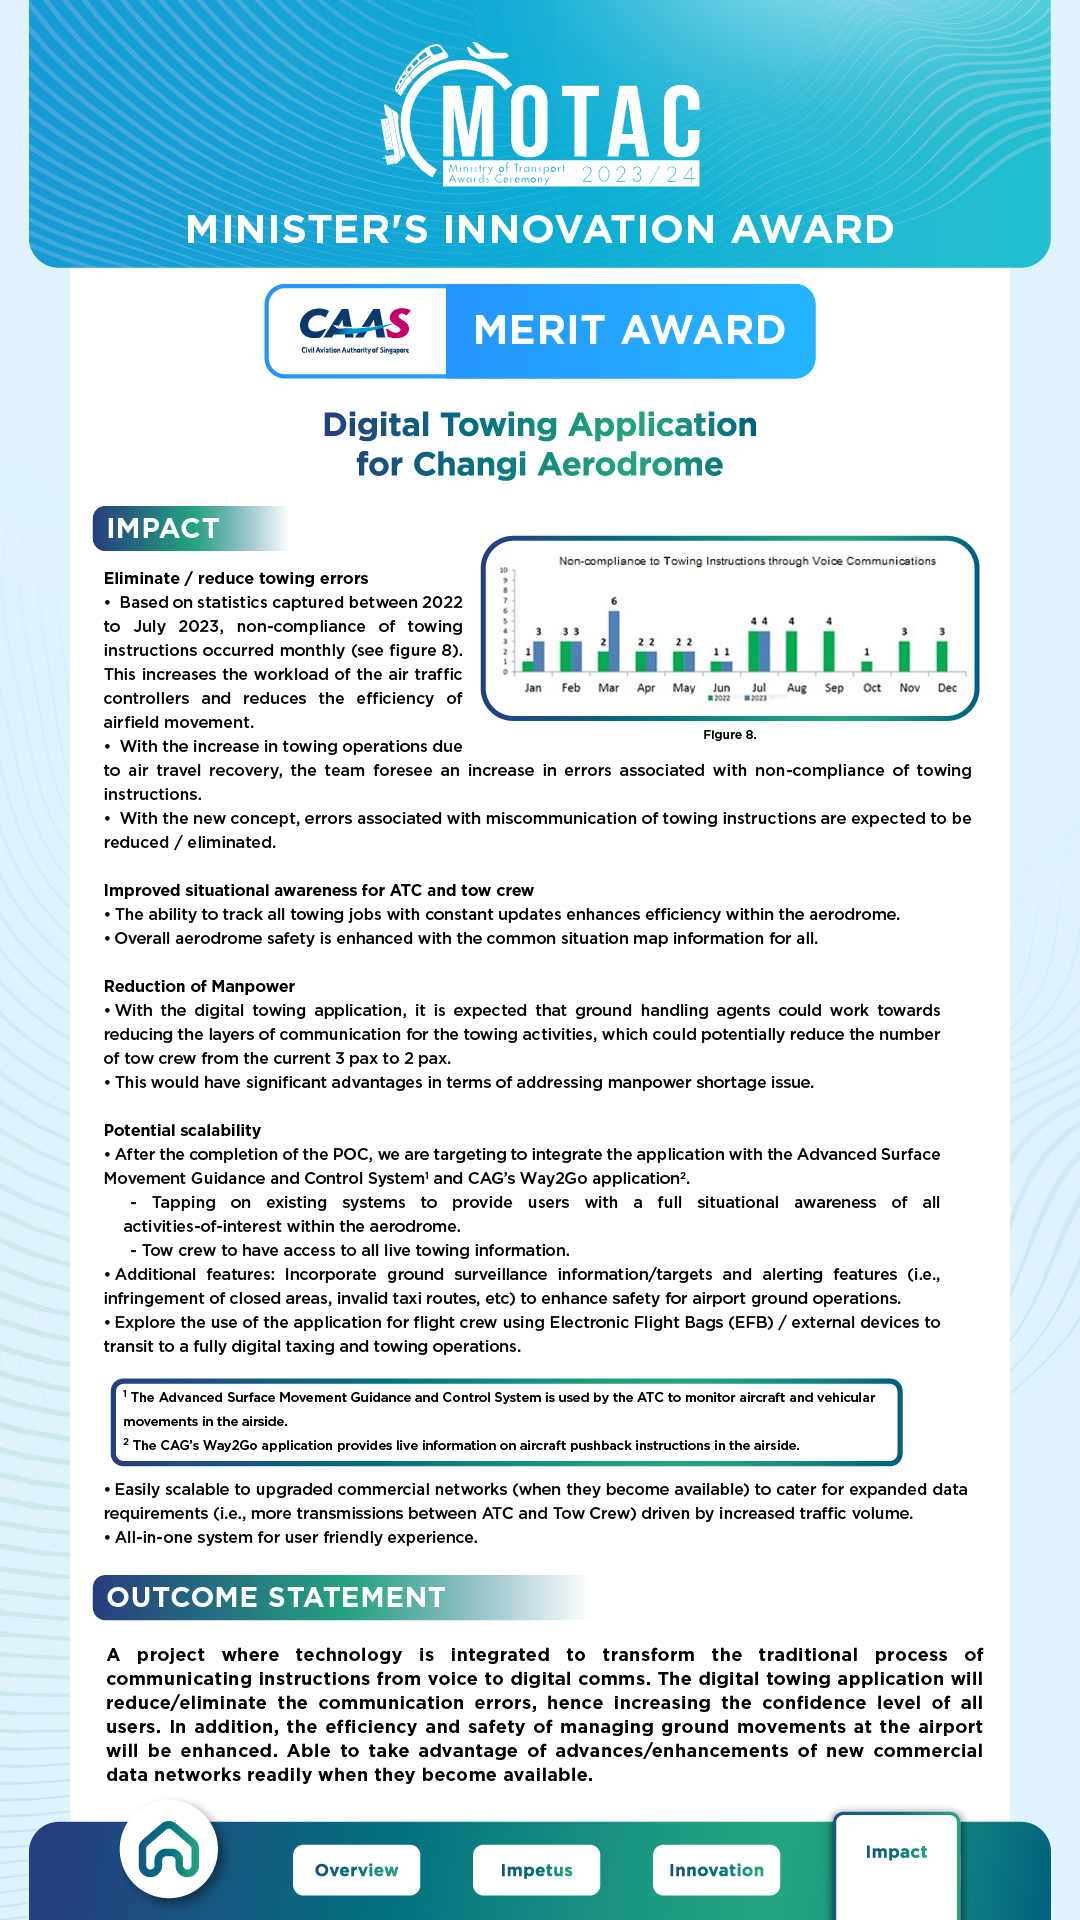 MOTAC
Ministry of Transport
Awards Ceremony 2023/24
MINISTER'S INNOVATION AWARD
CAAS
Civil Aviation Authority of Singapore
MERIT AWARD
Digital Towing Application
for Changi Aerodrome
IMPACT
Eliminate / reduce towing errors
• Based on statistics captured between 2022
to July 2023, non-compliance of towing
instructions occurred monthly (see figure 8).
This increases the workload of the air traffic
controllers and reduces the efficiency of
airfield movement.
• With the increase in towing operations due
to air travel recovery, the team foresee an increase in errors associated with non-compliance of towing
instructions.
• With the new concept, errors associated with miscommunication of towing instructions are expected to be
reduced / eliminated.
Non-compliance to Towing Instructions through Voice Communications
10
9
8
7
6
5
4
3
2
1
0
1 3 3 3 2 6 2 2 2 2 1 1 4 4 4 4 1 3 3
Jan Feb Mar Apr May Jun Jul Aug Sep Oct Nov Dec
2022 2023
Figure 8.
Improved situational awareness for ATC and tow crew
• The ability to track all towing jobs with constant updates enhances efficiency within the aerodrome.
• Overall aerodrome safety is enhanced with the common situation map information for all.
Reduction of Manpower
• With the digital towing application, it is expected that ground handling agents could work towards
reducing the layers of communication for the towing activities, which could potentially reduce the number
of tow crew from the current 3 pax to 2 pax.
• This would have significant advantages in terms of addressing manpower shortage issue.
Potential scalability
• After the completion of the POC, we are targeting to integrate the application with the Advanced Surface
Movement Guidance and Control System¹ and CAG's Way2Go application².
- Tapping on existing systems to provide users with a full situational awareness of all
activities-of-interest within the aerodrome.
- Tow crew to have access to all live towing information.
• Additional features: Incorporate ground surveillance information/targets and alerting features (i.e.,
infringement of closed areas, invalid taxi routes, etc) to enhance safety for airport ground operations.
• Explore the use of the application for flight crew using Electronic Flight Bags (EFB) / external devices to
transit to a fully digital taxing and towing operations.
¹ The Advanced Surface Movement Guidance and Control System is used by the ATC to monitor aircraft and vehicular
movements in the airside.
² The CAG's Way2Go application provides live information on aircraft pushback instructions in the airside.
• Easily scalable to upgraded commercial networks (when they become available) to cater for expanded data
requirements (i.e., more transmissions between ATC and Tow Crew) driven by increased traffic volume.
• All-in-one system for user friendly experience.
OUTCOME STATEMENT
A project where technology is integrated to transform the traditional process of
communicating instructions from voice to digital comms. The digital towing application will
reduce/eliminate the communication errors, hence increasing the confidence level of all
users. In addition, the efficiency and safety of managing ground movements at the airport
will be enhanced. Able to take advantage of advances/enhancements of new commercial
data networks readily when they become available.
Overview Impetus Innovation Impact